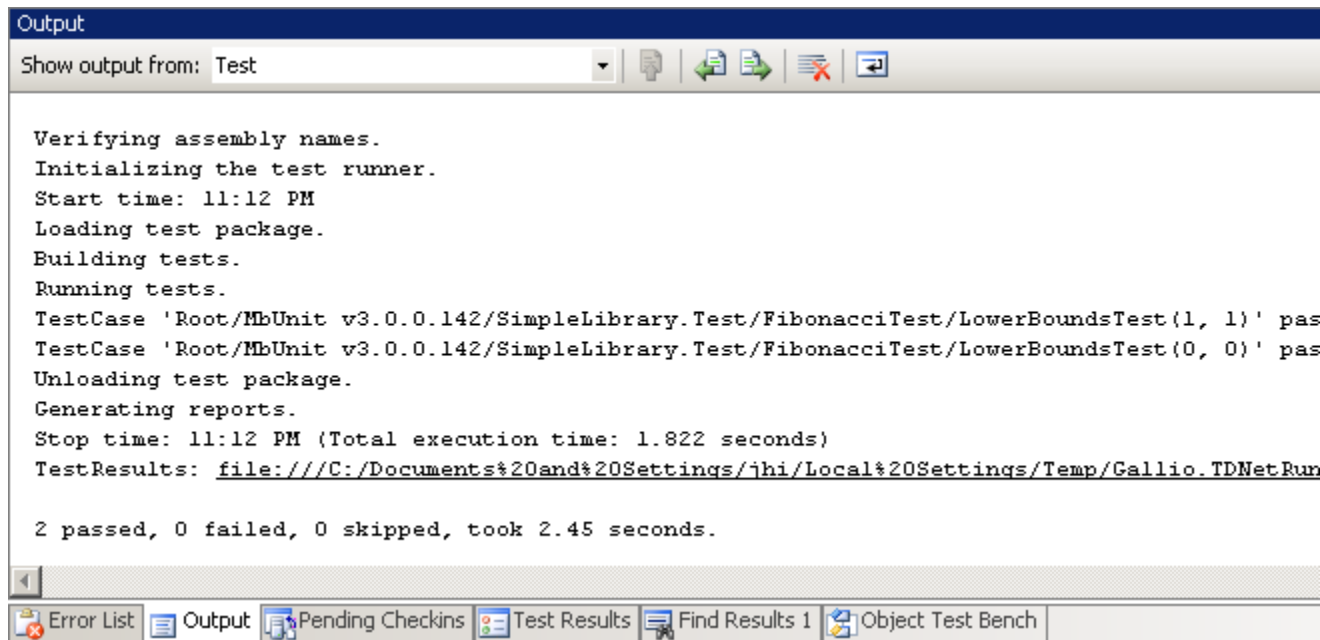 Output
Show output from: Test
Verifying assembly names.
Initializing the test runner.
Start time: 11:12 PM
Loading test package.
Building tests.
Running tests.
TestCase 'Root/MbUnit v3.0.0.142/SimpleLibrary.Test/FibonacciTest/LowerBoundsTest(1, 1)' pas
TestCase 'Root/MbUnit v3.0.0.142/SimpleLibrary.Test/FibonacciTest/LowerBoundsTest(0, 0)' pas
Unloading test package.
Generating reports.
Stop time: 11:12 PM (Total execution time: 1.822 seconds)
TestResults: file:///C:/Documents%20and%20Settings/jhi/Local%20Settings/Temp/Gallio.TDNetRun
2 passed, 0 failed, 0 skipped, took 2.45 seconds.
Error List Output Pending Checkins Test Results Find Results 1 Object Test Bench